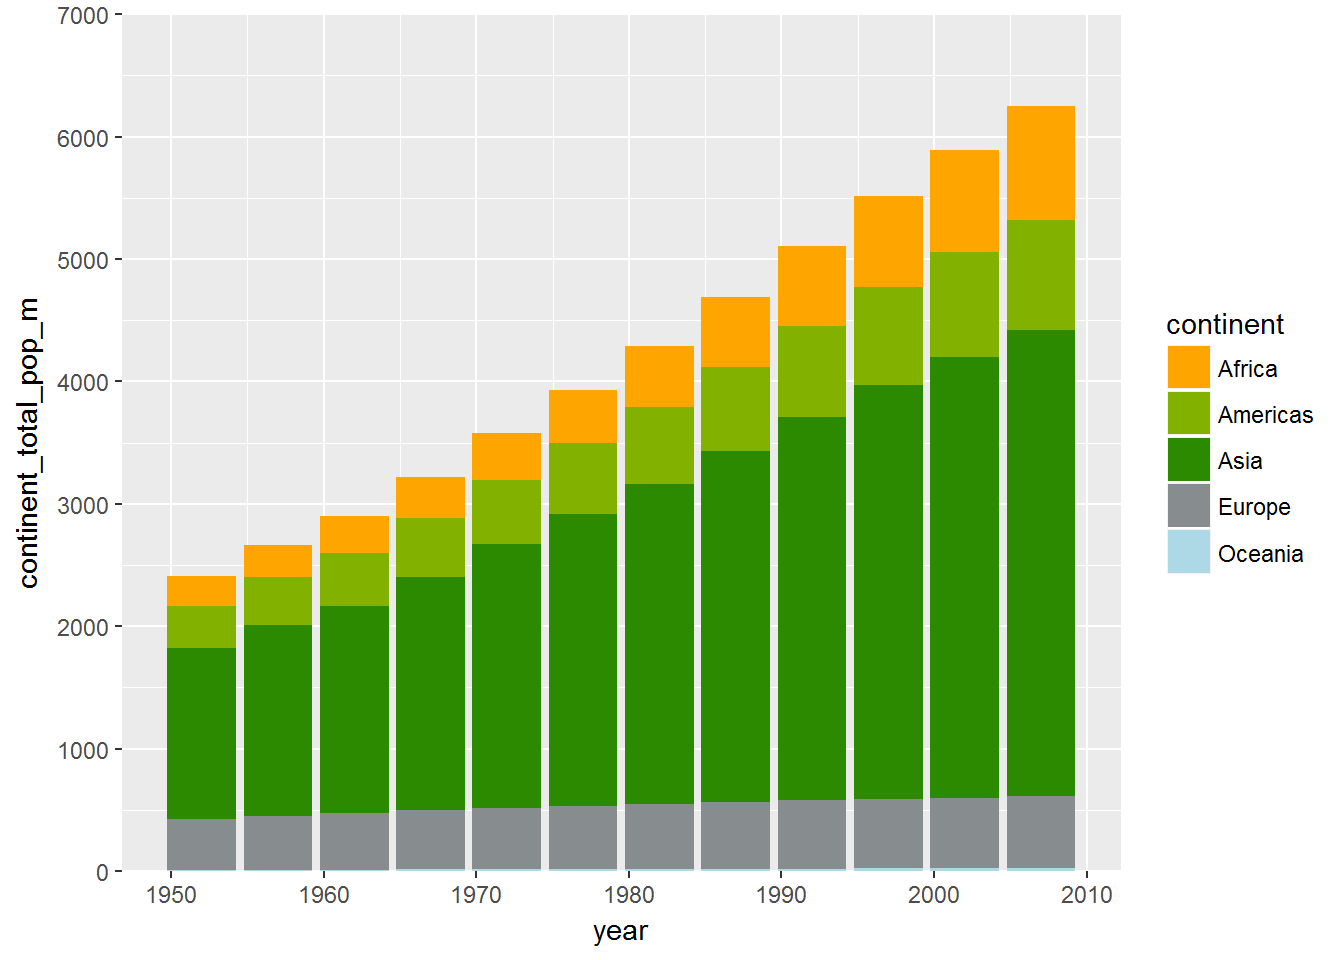 7000
6000
5000
4000
3000
2000
1000
0
continent_total_pop_m
1950 1960 1970 1980 1990 2000 2010
year
continent
Africa
Americas
Asia
Europe
Oceania